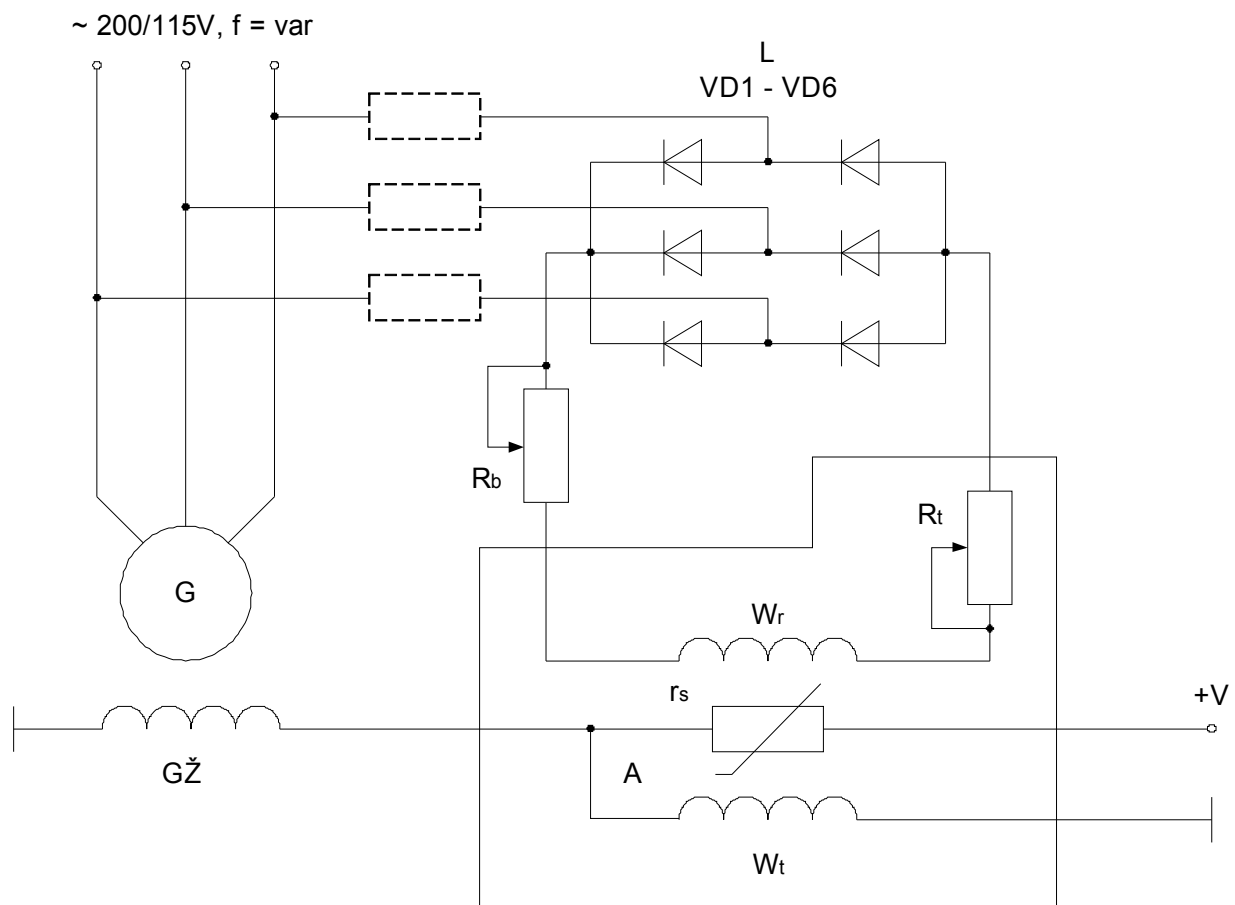 ~ 200/115V, f = var
L
VD1 - VD6
Rb
Rt
G
Wr
rs
+V
GŽ
A
Wt